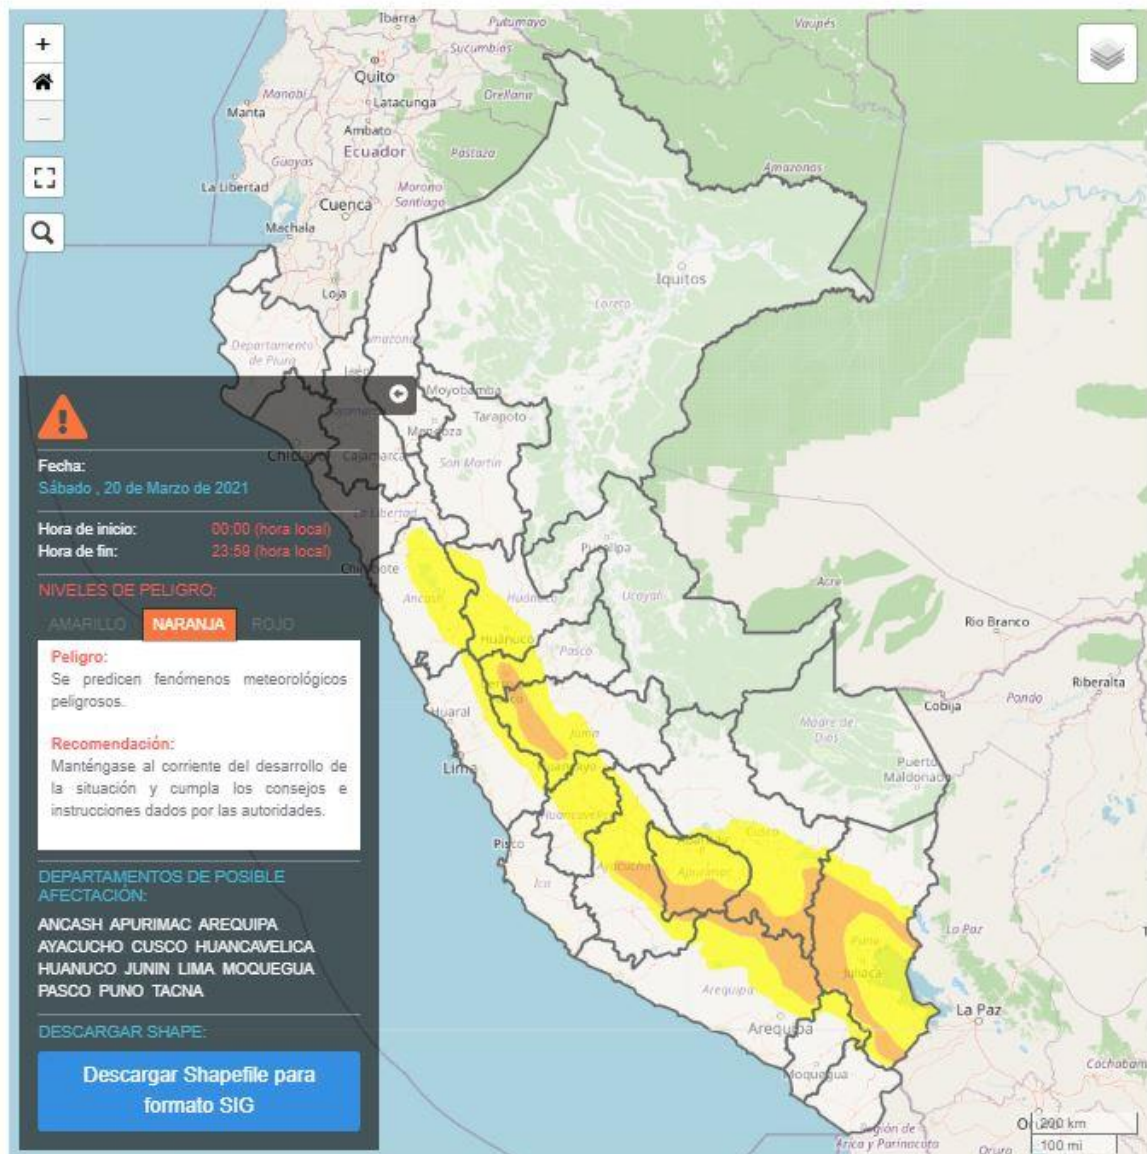 Ibarra
Putumayo
Vaupés
Sucumbíos
Quito
Orellana
Manabí
Latacunga
Manta
Ambato
Ecuador
Pastaza
Guayas
Amazonas
La Libertad
Morona
Santiago
Cuenca
Machala
Loja
Iquitos
Loreto
Departamento
de Piura
Jaén
Moyobamba
Tarapoto
Mendoza
Chiclayo
Cajamarca
San Martín
La Libertad
Pucallpa
Chimbote
Ancash
Huánuco
Ucayali
Acre
Rio Branco
Huánuco
Pasco
Riberalta
Pando
Cobija
Huaral
Junín
Madre de
Dios
Lima
Huancayo
Puerto
Maldonado
Huancavelica
Pisco
Cusco
Ayacucho
Apurímac
Ica
La Paz
Puno
Juliaca
Arequipa
La Paz
Arequipa
Moquegua
Cochabamb
Región de
Arica y Parinacota
Oruro
200 km
100 mi
+
−
Fecha:
Sábado , 20 de Marzo de 2021
Hora de inicio: 00:00 (hora local)
Hora de fin: 23:59 (hora local)
NIVELES DE PELIGRO:
AMARILLO NARANJA ROJO
Peligro:
Se predicen fenómenos meteorológicos
peligrosos.
Recomendación:
Manténgase al corriente del desarrollo de
la situación y cumpla los consejos e
instrucciones dados por las autoridades.
DEPARTAMENTOS DE POSIBLE
AFECTACIÓN:
ANCASH APURIMAC AREQUIPA
AYACUCHO CUSCO HUANCAVELICA
HUANUCO JUNIN LIMA MOQUEGUA
PASCO PUNO TACNA
DESCARGAR SHAPE:
Descargar Shapefile para
formato SIG